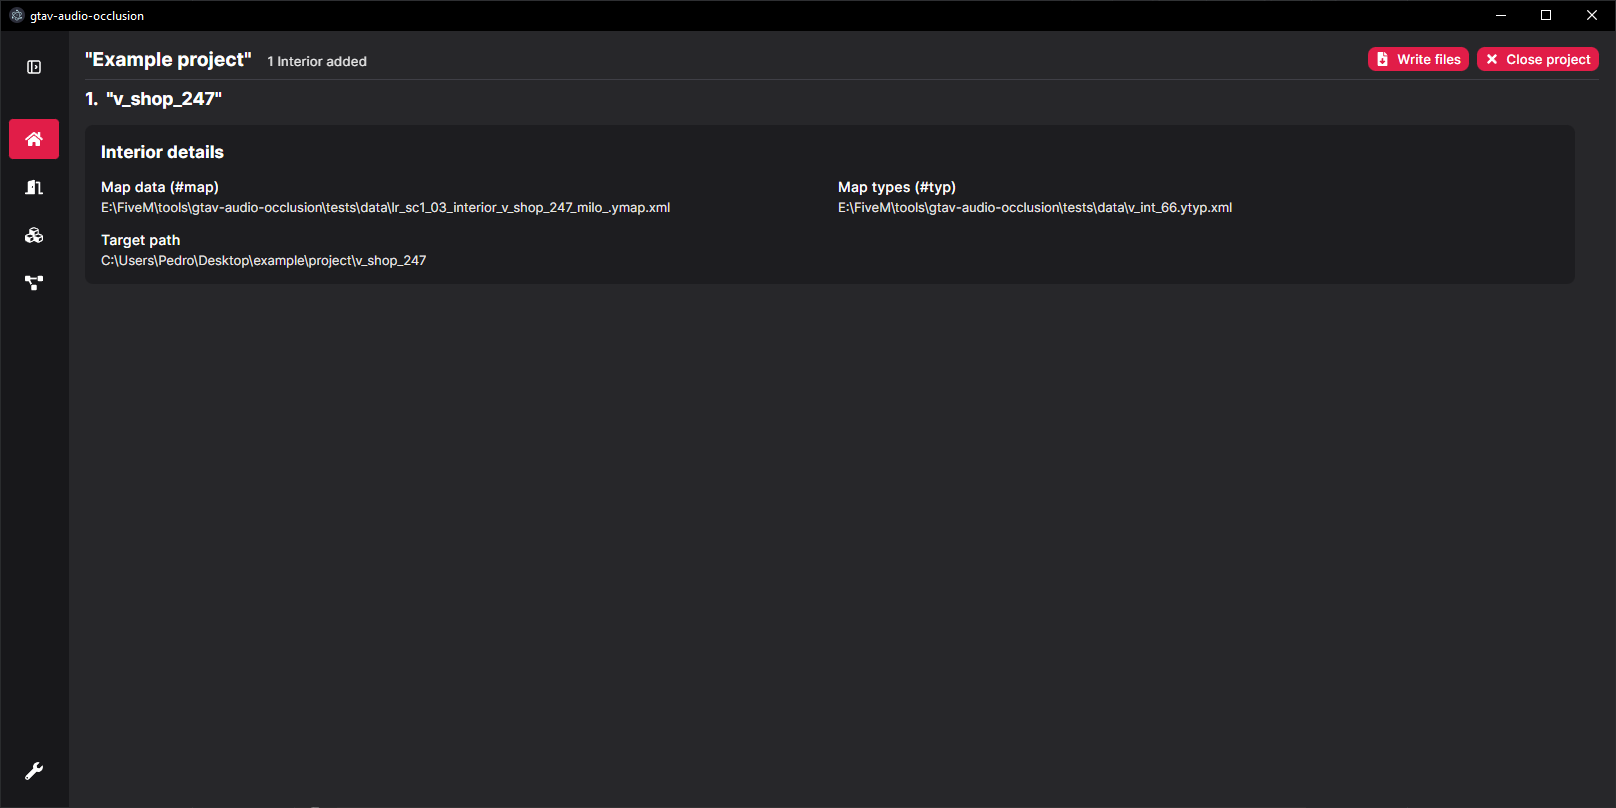 gtav-audio-occlusion
"Example project" 1 Interior added
Write files
Close project
1. "v_shop_247"
Interior details
Map data (#map)
E:\FiveM\tools\gtav-audio-occlusion\tests\data\lr_sc1_03_interior_v_shop_247_milo_.ymap.xml
Map types (#typ)
E:\FiveM\tools\gtav-audio-occlusion\tests\data\v_int_66.ytyp.xml
Target path
C:\Users\Pedro\Desktop\example\project\v_shop_247